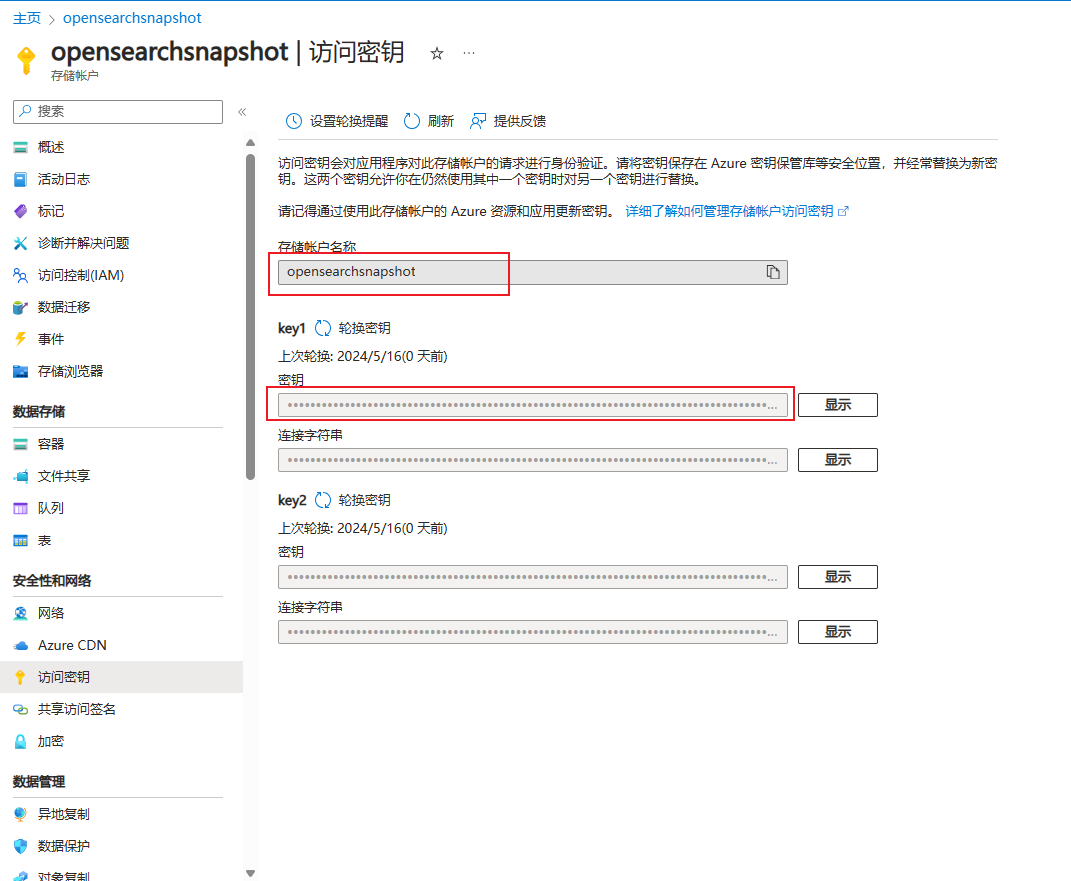 主页 > opensearchsnapshot
opensearchsnapshot | 访问密钥 ☆ ···
存储帐户
搜索
概述
活动日志
标记
诊断并解决问题
访问控制(IAM)
数据迁移
事件
存储浏览器
数据存储
容器
文件共享
队列
表
安全性和网络
网络
Azure CDN
访问密钥
共享访问签名
加密
数据管理
异地复制
数据保护
对象复制
设置轮换提醒 刷新 提供反馈
访问密钥会对应用程序对此存储帐户的请求进行身份验证。请将密钥保存在 Azure 密钥保管库等安全位置，并经常替换为新密
钥。这两个密钥允许你在仍然使用其中一个密钥时对另一个密钥进行替换。
请记得通过使用此存储帐户的 Azure 资源和应用更新密钥。 详细了解如何管理存储帐户访问密钥
存储帐户名称
opensearchsnapshot
key1 轮换密钥
上次轮换: 2024/5/16(0 天前)
密钥
显示
连接字符串
显示
key2 轮换密钥
上次轮换: 2024/5/16(0 天前)
密钥
显示
连接字符串
显示